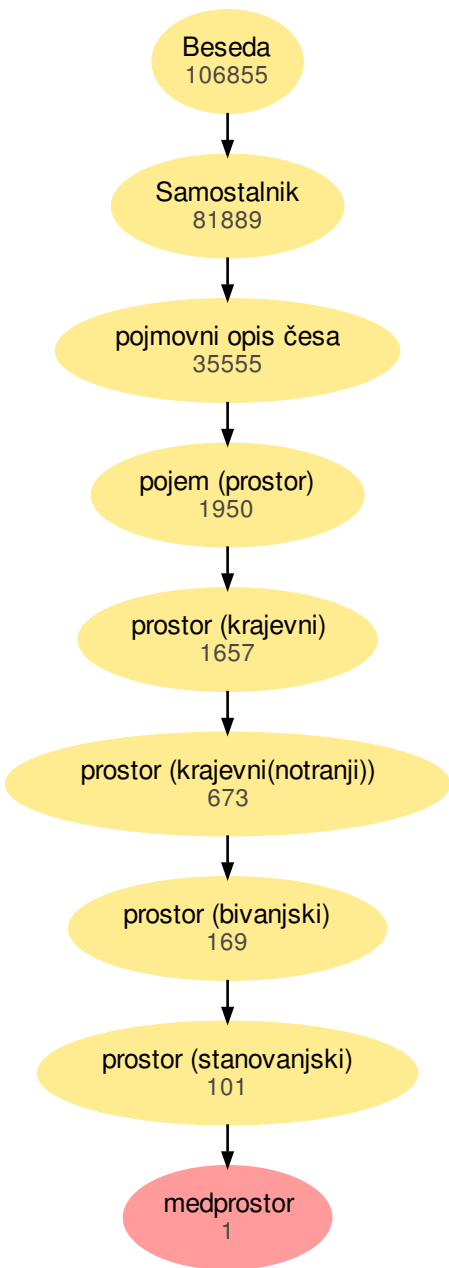 Beseda
106855
Samostalnik
81889
pojmovni opis česa
35555
pojem (prostor)
1950
prostor (krajevni)
1657
prostor (krajevni(notranji))
673
prostor (bivanjski)
169
prostor (stanovanjski)
101
medprostor
1